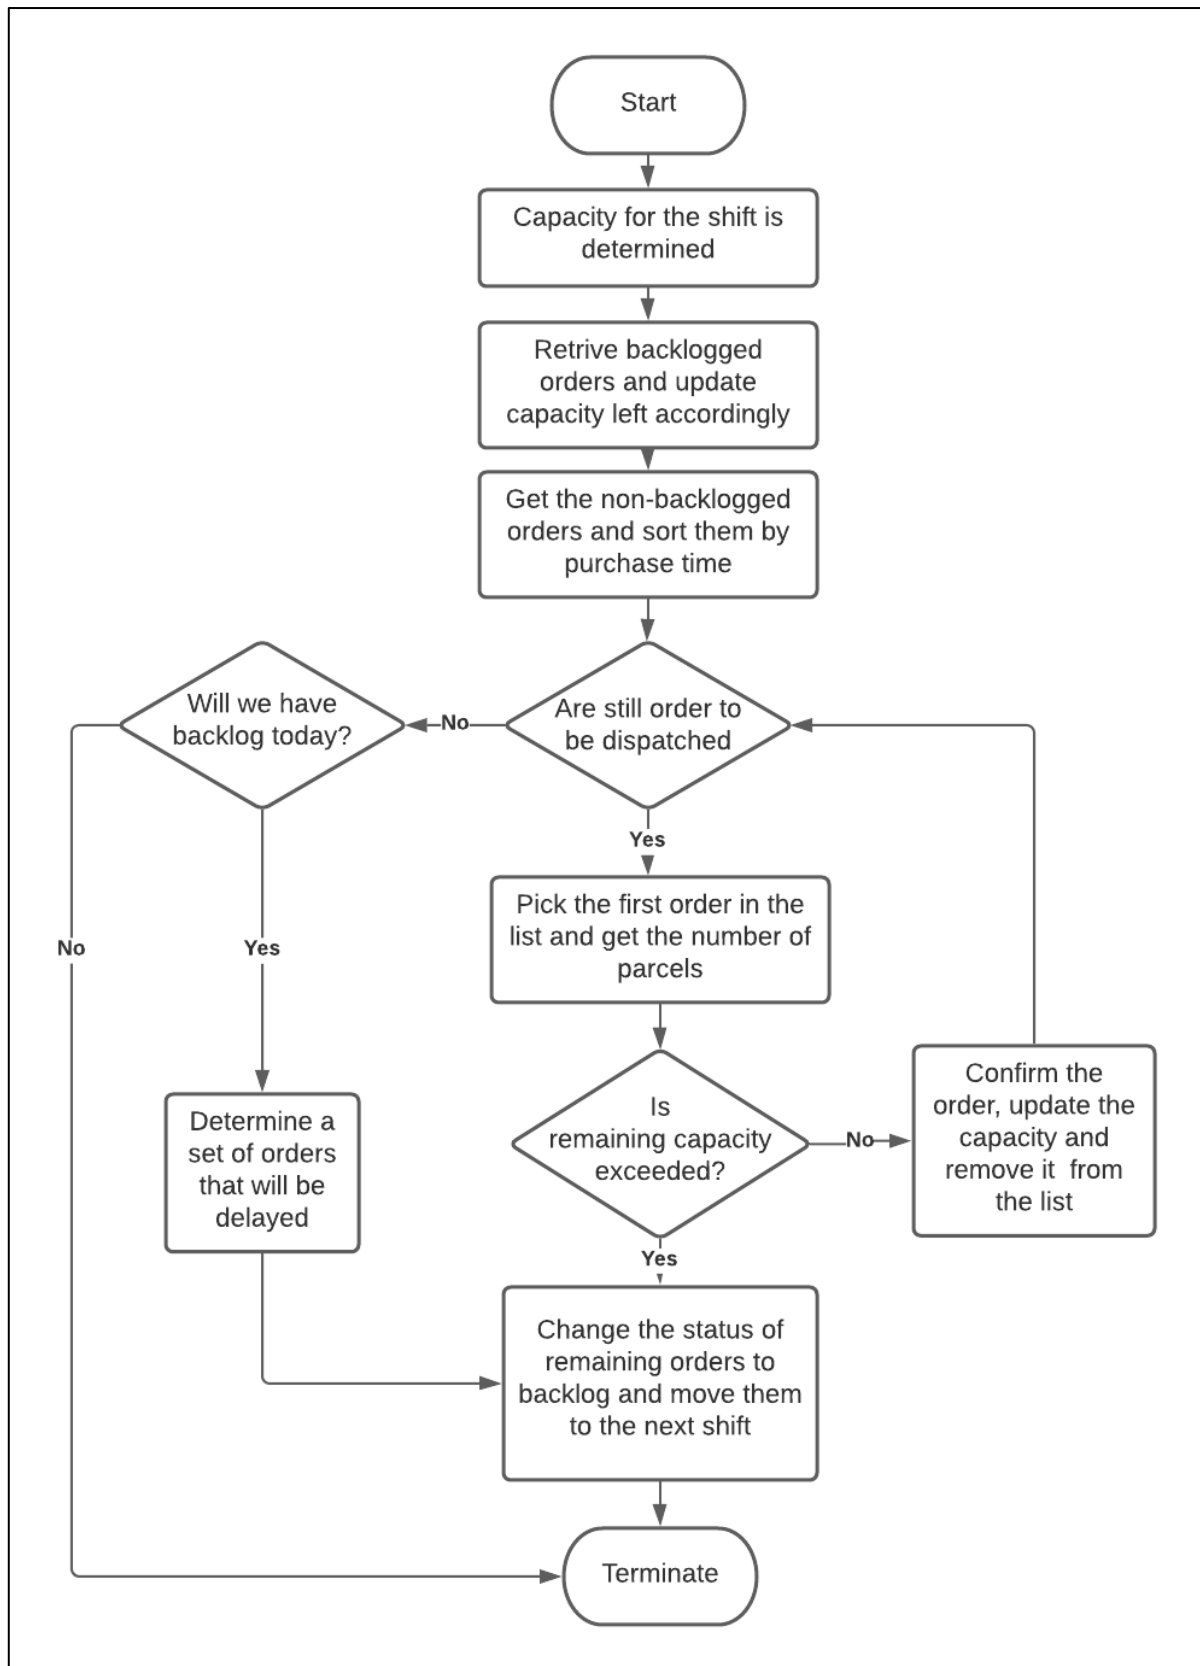 Start
Capacity for the shift is
determined
Retrive backlogged
orders and update
capacity left accordingly
Get the non-backlogged
orders and sort them by
purchase time
Will we have
backlog today?
No
Are still order to
be dispatched
Yes
Pick the first order in the
list and get the number of
parcels
No
Yes
Is
remaining capacity
exceeded?
No
Confirm the
order, update the
capacity and
remove it from
the list
Determine a
set of orders
that will be
delayed
Yes
Change the status of
remaining orders to
backlog and move them
to the next shift
Terminate